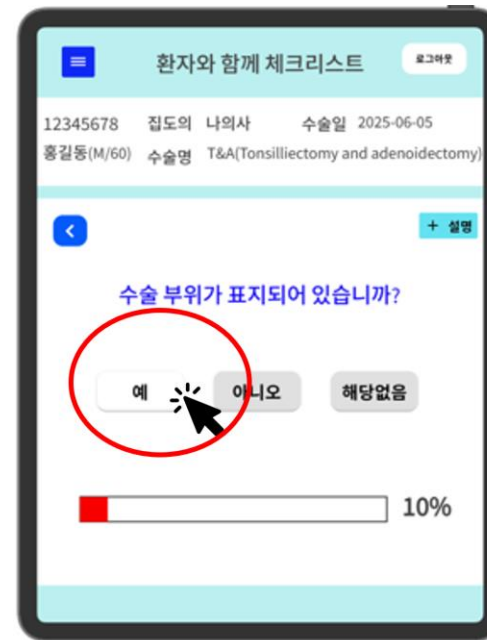 환자와 함께 체크리스트
로그아웃
12345678 집도의 나의사 수술일 2025-06-05
홍길동(M/60) 수술명 T&A(Tonsilliectomy and adenoidectomy)
+ 설명
수술 부위가 표지되어 있습니까?
예 아니오 해당없음
10%